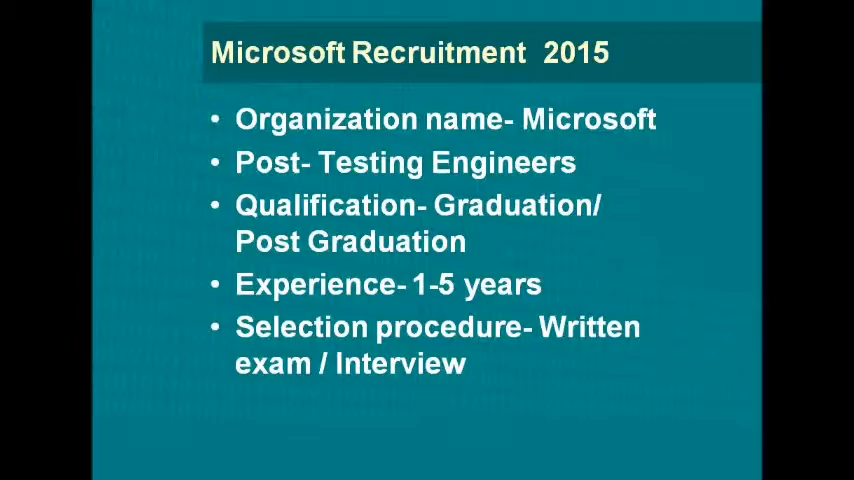 Microsoft Recruitment 2015
• Organization name- Microsoft
• Post- Testing Engineers
• Qualification- Graduation/
Post Graduation
• Experience- 1-5 years
• Selection procedure- Written
exam / Interview